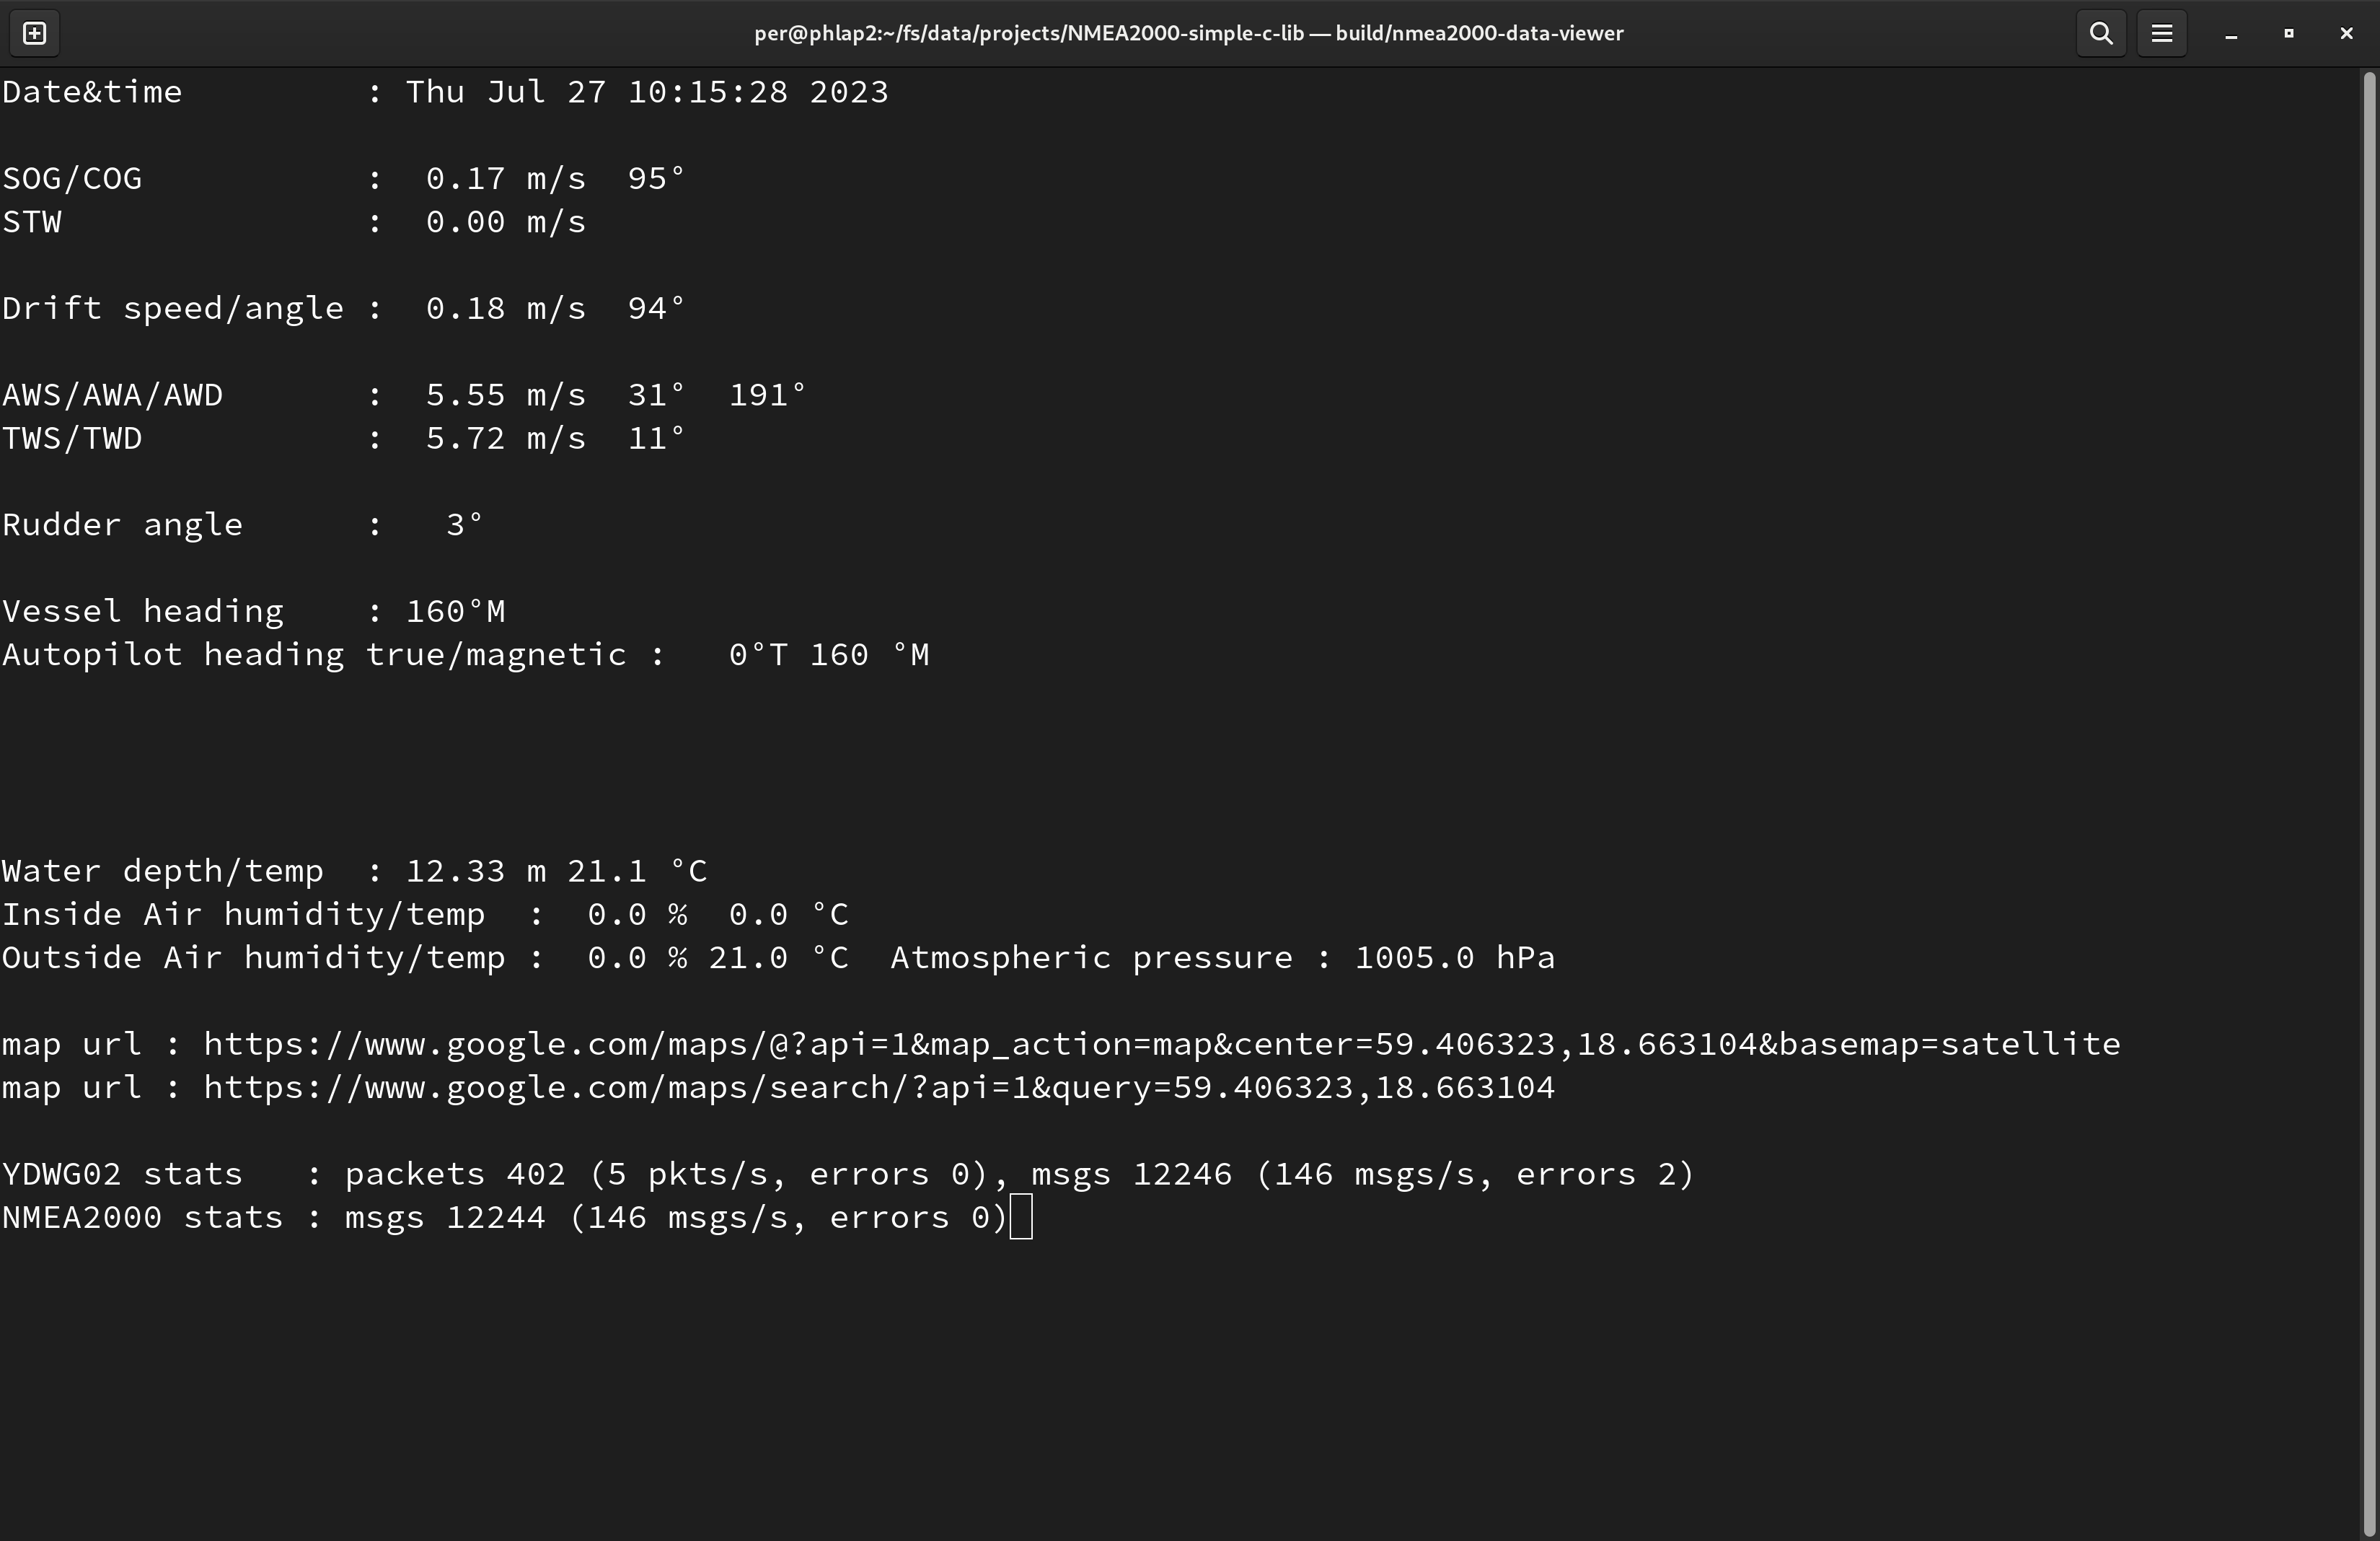 per@phlap2:~/fs/data/projects/NMEA2000-simple-c-lib — build/nmea2000-data-viewer
Date&time         : Thu Jul 27 10:15:28 2023
SOG/COG           :  0.17 m/s  95°
STW               :  0.00 m/s
Drift speed/angle :  0.18 m/s  94°
AWS/AWA/AWD       :  5.55 m/s  31°  191°
TWS/TWD           :  5.72 m/s  11°
Rudder angle      :   3°
Vessel heading    : 160°M
Autopilot heading true/magnetic :   0°T 160 °M
Water depth/temp  : 12.33 m 21.1 °C
Inside Air humidity/temp  :  0.0 %  0.0 °C
Outside Air humidity/temp :  0.0 % 21.0 °C  Atmospheric pressure : 1005.0 hPa
map url : https://www.google.com/maps/@?api=1&map_action=map&center=59.406323,18.663104&basemap=satellite
map url : https://www.google.com/maps/search/?api=1&query=59.406323,18.663104
YDWG02 stats   : packets 402 (5 pkts/s, errors 0), msgs 12246 (146 msgs/s, errors 2)
NMEA2000 stats : msgs 12244 (146 msgs/s, errors 0)